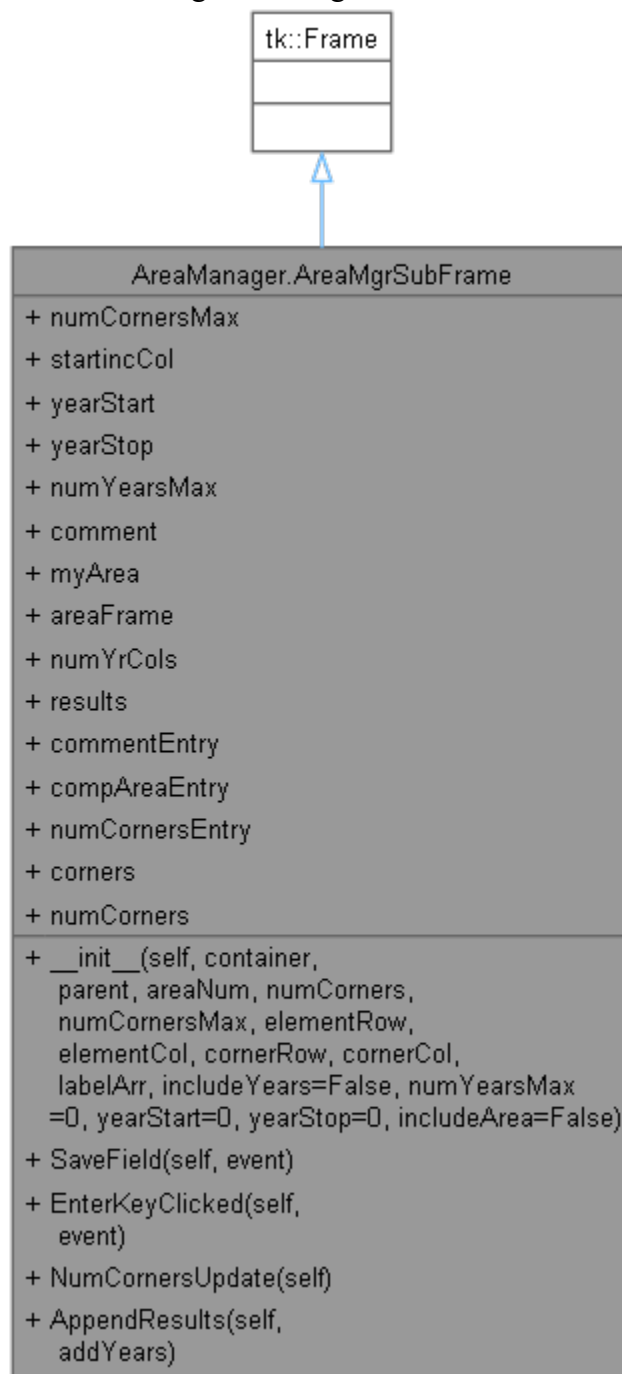 tk::Frame
AreaManager.AreaMgrSubFrame
+ numCornersMax
+ startincCol
+ yearStart
+ yearStop
+ numYearsMax
+ comment
+ myArea
+ areaFrame
+ numYrCols
+ results
+ commentEntry
+ compAreaEntry
+ numCornersEntry
+ corners
+ numCorners
+ __init__(self, container,
parent, areaNum, numCorners,
numCornersMax, elementRow,
elementCol, cornerRow, cornerCol,
labelArr, includeYears=False, numYearsMax
=0, yearStart=0, yearStop=0, includeArea=False)
+ SaveField(self, event)
+ EnterKeyClicked(self,
event)
+ NumCornersUpdate(self)
+ AppendResults(self,
addYears)